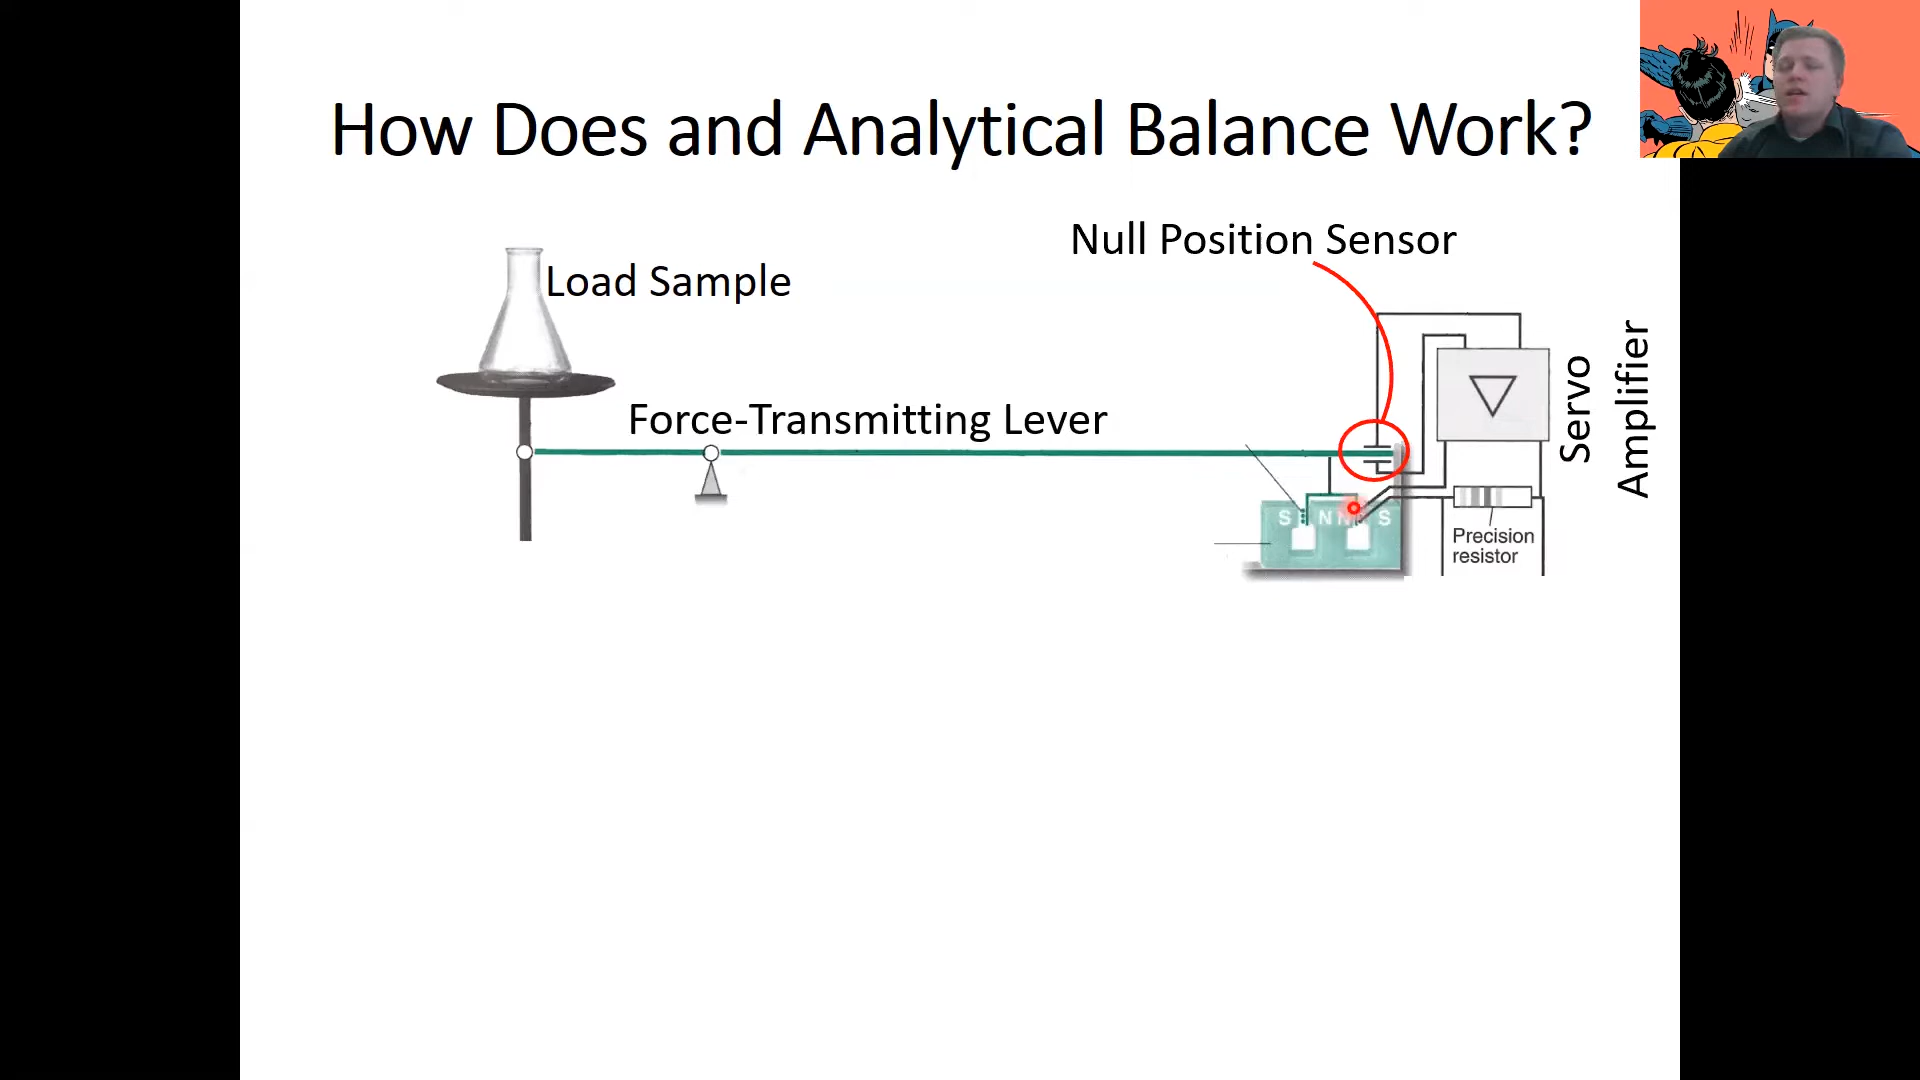 How Does and Analytical Balance Work?
Null Position Sensor
Load Sample
Force-Transmitting Lever
Servo
Amplifier
S N N S
Precision
resistor